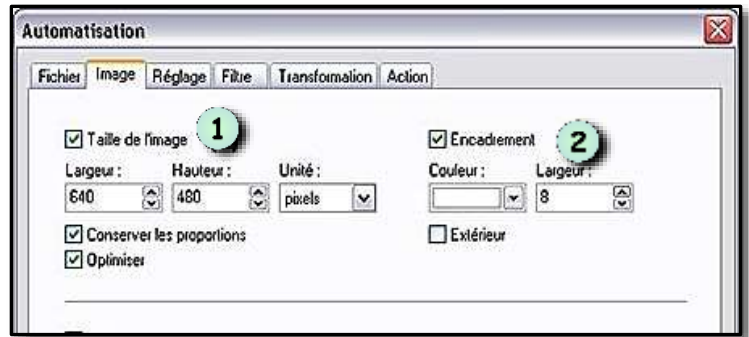 Automatisation
Fichier Image Réglage Filtre Transformation Action
Taille de l'image 1 Encadrement 2
Largeur : Hauteur : Unité : Couleur : Largeur :
640 480 pixels 8
Conserver les proportions Extérieur
Optimiser